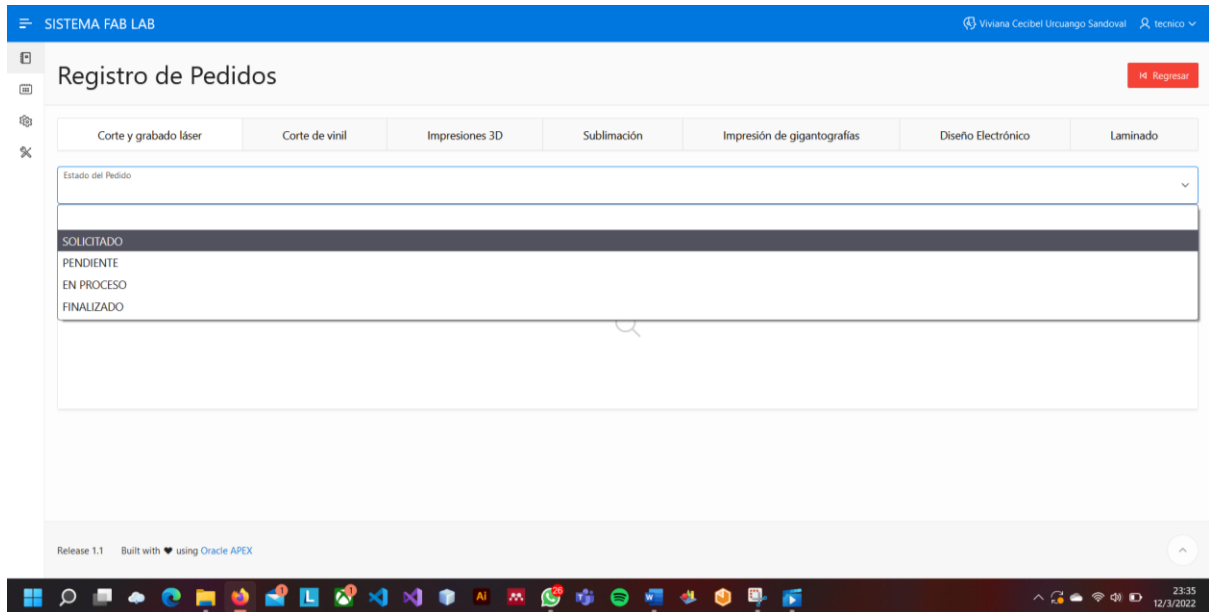 SISTEMA FAB LAB
Viviana Cecibel Urcuango Sandoval
tecnico
Registro de Pedidos
Regresar
Corte y grabado láser
Corte de vinil
Impresiones 3D
Sublimación
Impresión de gigantografías
Diseño Electrónico
Laminado
Estado del Pedido
SOLICITADO
PENDIENTE
EN PROCESO
FINALIZADO
Release 1.1 Built with ♥ using Oracle APEX
L
Ai
26
W
23:35
12/3/2022